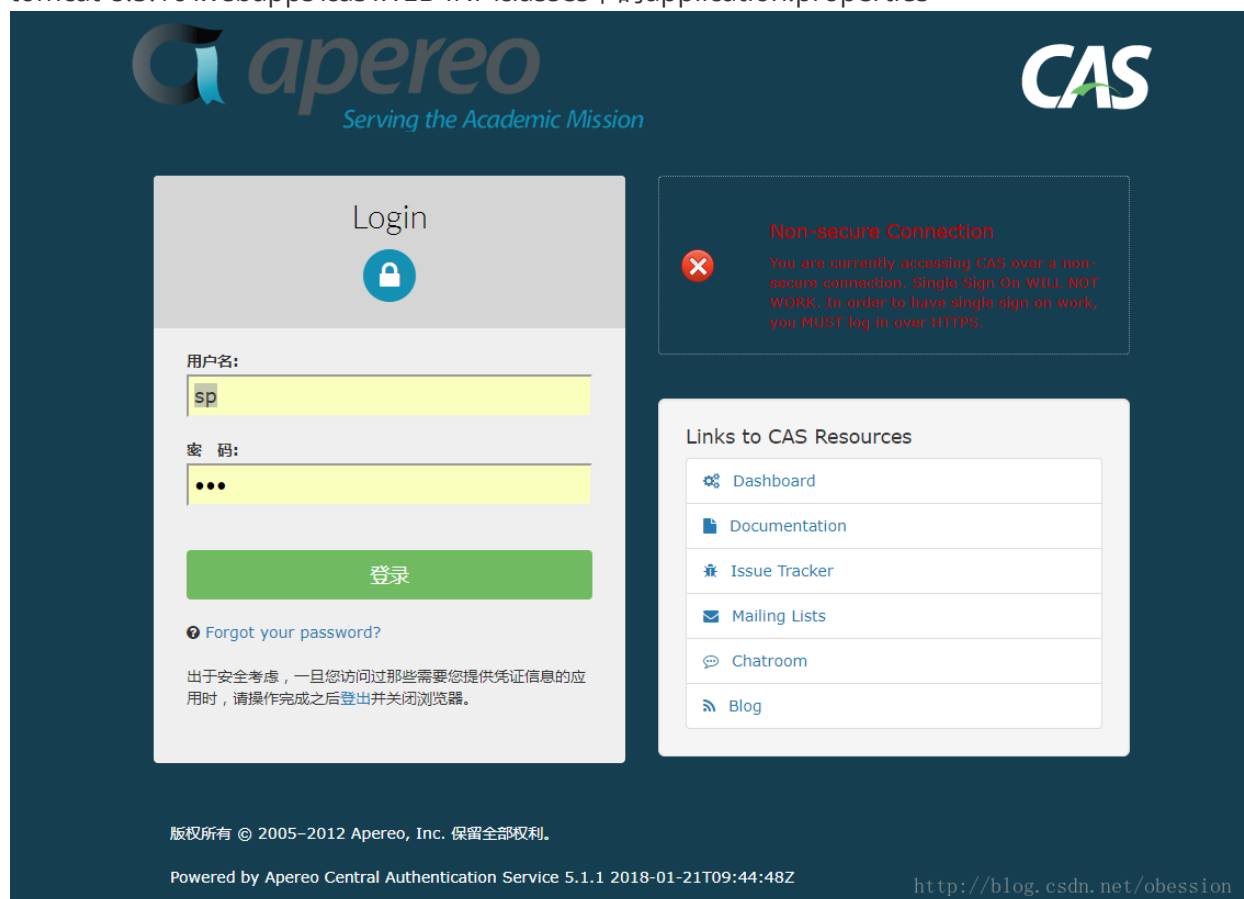 apereo
Serving the Academic Mission
CAS
Login
用户名:
sp
密 码:
登录
Forgot your password?
出于安全考虑，一旦您访问过那些需要您提供凭证信息的应
用时，请操作完成之后登出并关闭浏览器。
Non-secure Connection
You are currently accessing CAS over a non-
secure connection. Single Sign On WILL NOT
WORK. In order to have single sign on work,
you MUST log in over HTTPS.
Links to CAS Resources
Dashboard
Documentation
Issue Tracker
Mailing Lists
Chatroom
Blog
版权所有 © 2005–2012 Apereo, Inc. 保留全部权利。
Powered by Apereo Central Authentication Service 5.1.1 2018-01-21T09:44:48Z
http://blog.csdn.net/obession